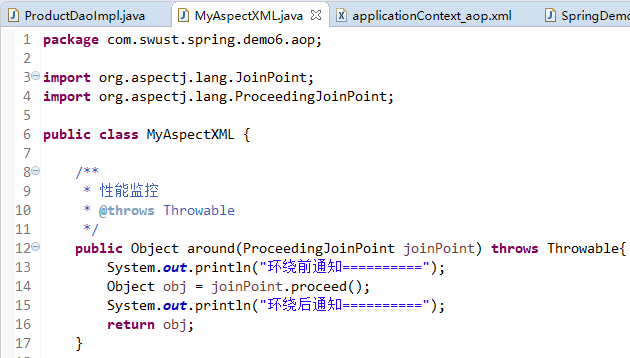 ProductDaoImpl.java MyAspectXML.java applicationContext_aop.xml SpringDemo
1 package com.swust.spring.demo6.aop;
2
3 import org.aspectj.lang.JoinPoint;
4 import org.aspectj.lang.ProceedingJoinPoint;
5
6 public class MyAspectXML {
7
8 /**
9 * 性能监控
10 * @throws Throwable
11 */
12 public Object around(ProceedingJoinPoint joinPoint) throws Throwable{
13 System.out.println("环绕前通知==========");
14 Object obj = joinPoint.proceed();
15 System.out.println("环绕后通知==========");
16 return obj;
17 }